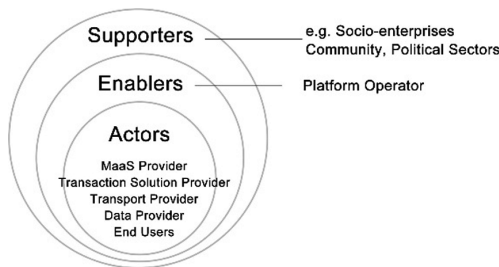 Supporters
e.g. Socio-enterprises
Community, Political Sectors
Enablers
Platform Operator
Actors
MaaS Provider
Transaction Solution Provider
Transport Provider
Data Provider
End Users